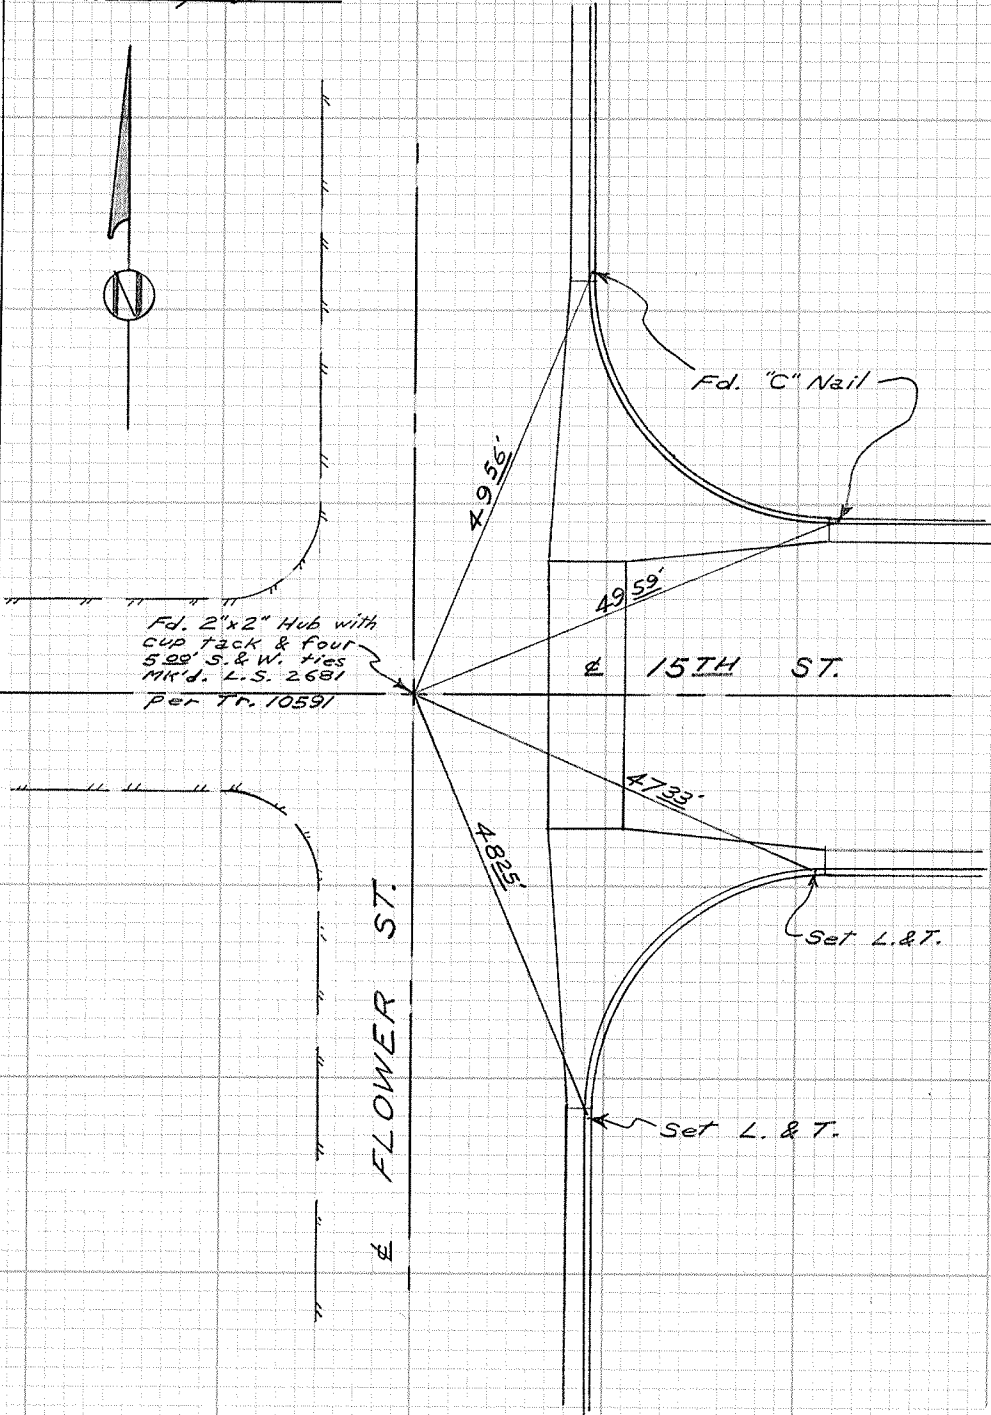 N
Fd. "C" Nail
49 56'
49 59'
Fd. 2"x2" Hub with
cup tack & four
5.00' S. & W. ties
Mk'd. L.S. 2681
per Tr. 10591
℄ 15TH ST.
47 33'
48 25'
Set L.&T.
℄ FLOWER ST.
Set L. & T.